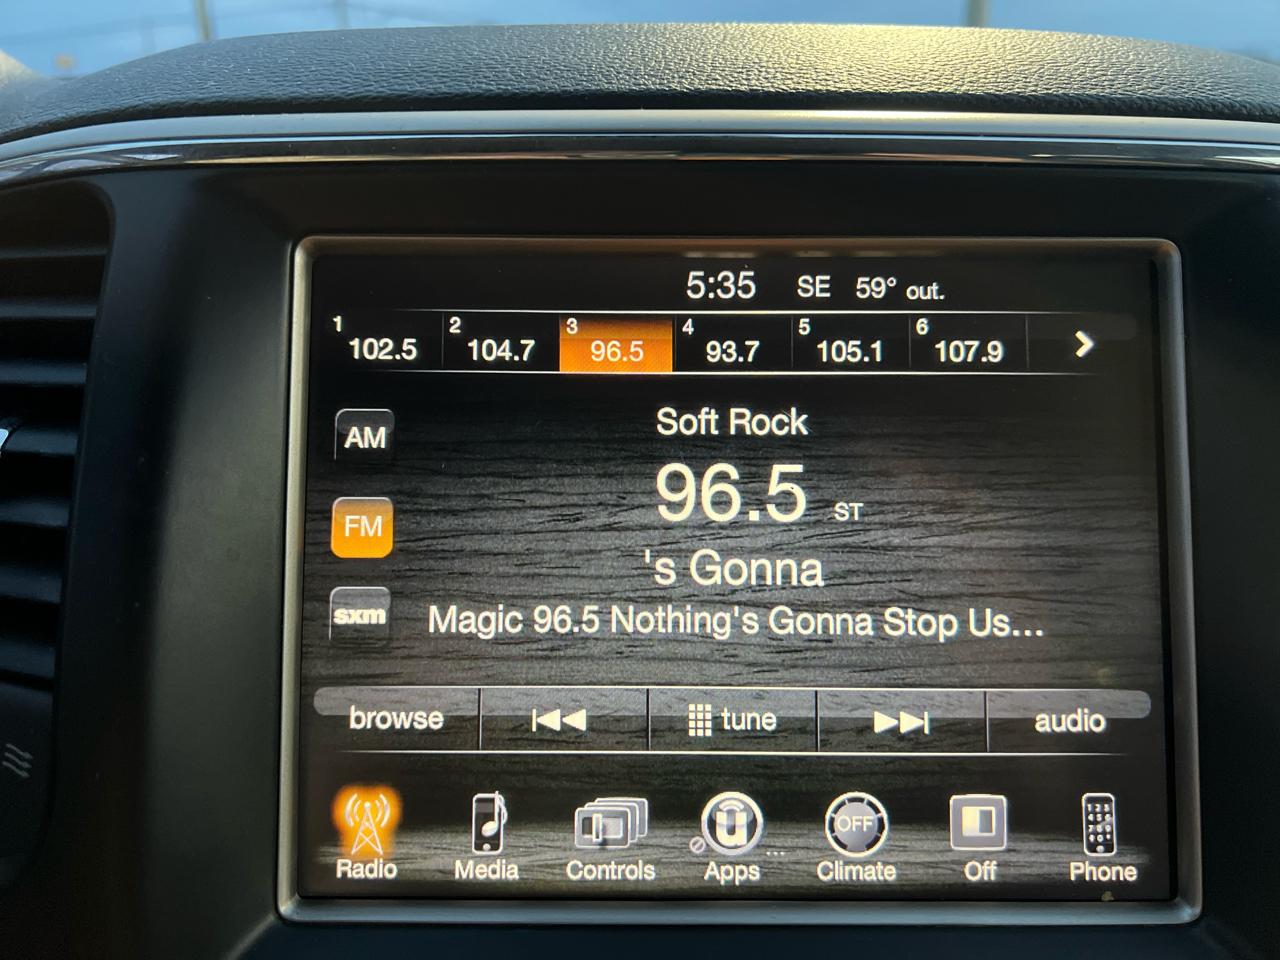 5:35 SE 59° out.
1 102.5 2 104.7 3 96.5 4 93.7 5 105.1 6 107.9
AM
Soft Rock
96.5 ST
FM
's Gonna
sxm
Magic 96.5 Nothing's Gonna Stop Us...
browse tune audio
OFF
Radio Media Controls Apps ... Climate Off Phone